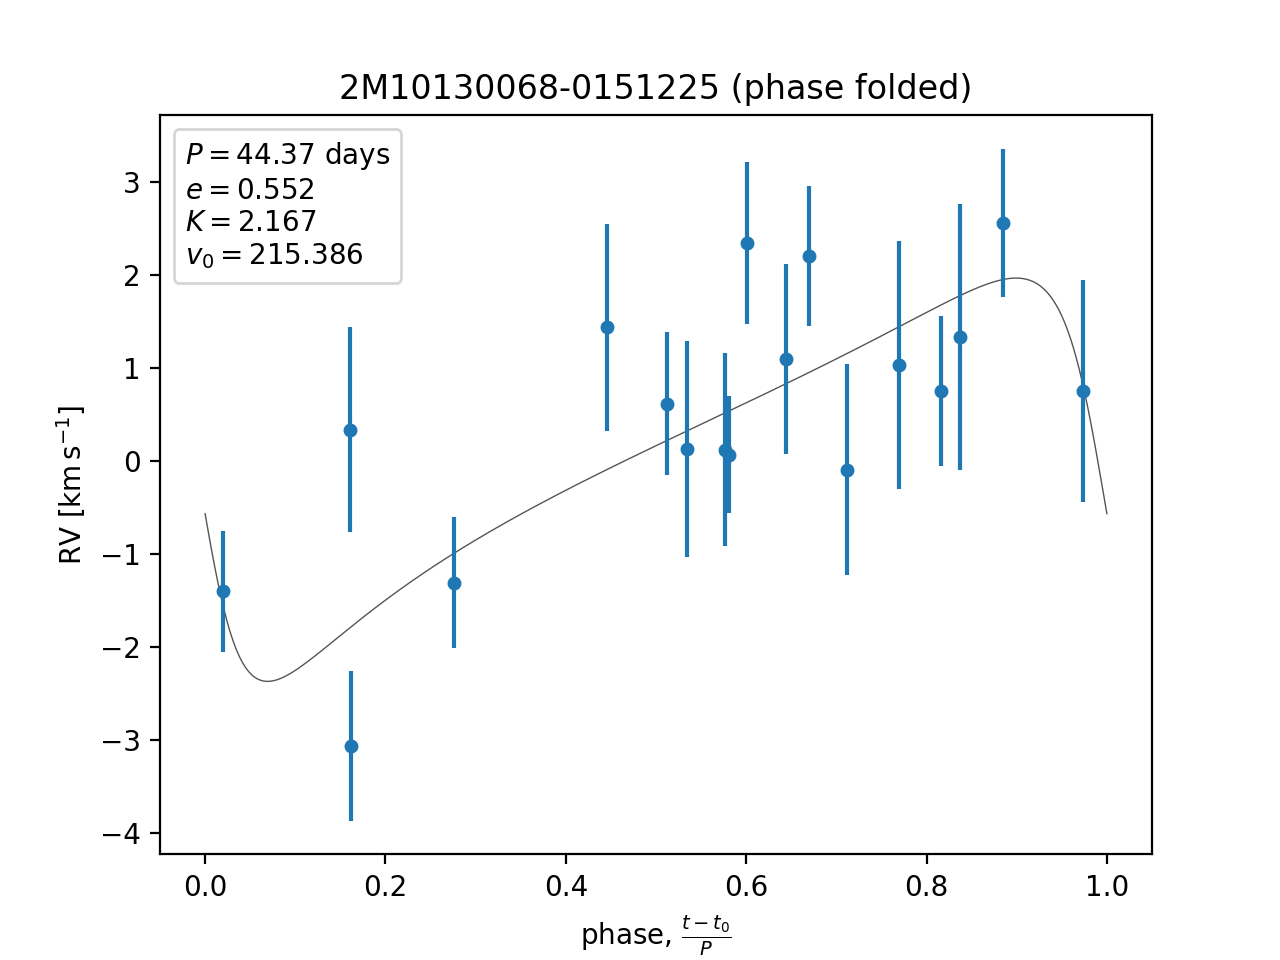 2M10130068-0151225 (phase folded)
P = 44.37 days
e = 0.552
K = 2.167
v₀ = 215.386
3
2
1
0
−1
−2
−3
−4
RV [km s⁻¹]
0.0 0.2 0.4 0.6 0.8 1.0
phase, (t − t₀)/P